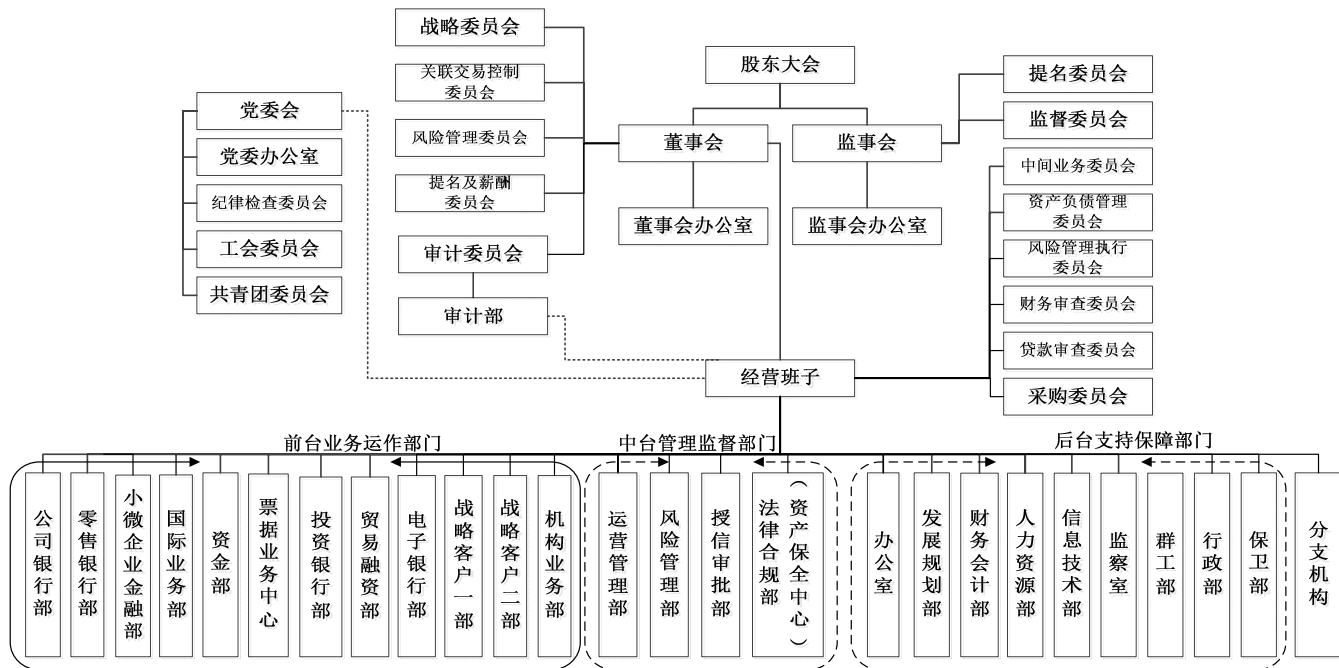 战略委员会
关联交易控制
委员会
风险管理委员会
提名及薪酬
委员会
审计委员会
审计部
党委会
党委办公室
纪律检查委员会
工会委员会
共青团委员会
股东大会
董事会
监事会
董事会办公室
监事会办公室
提名委员会
监督委员会
中间业务委员会
资产负债管理
委员会
风险管理执行
委员会
财务审查委员会
贷款审查委员会
采购委员会
经营班子
前台业务运作部门
中台管理监督部门
后台支持保障部门
公司银行部
零售银行部
小微企业金融部
国际业务部
资金部
票据业务中心
投资银行部
贸易融资部
电子银行部
战略客户一部
战略客户二部
机构业务部
运营管理部
风险管理部
授信审批部
法律合规部
（资产保全中心）
办公室
发展规划部
财务会计部
人力资源部
信息技术部
监察室
群工部
行政部
保卫部
分支机构